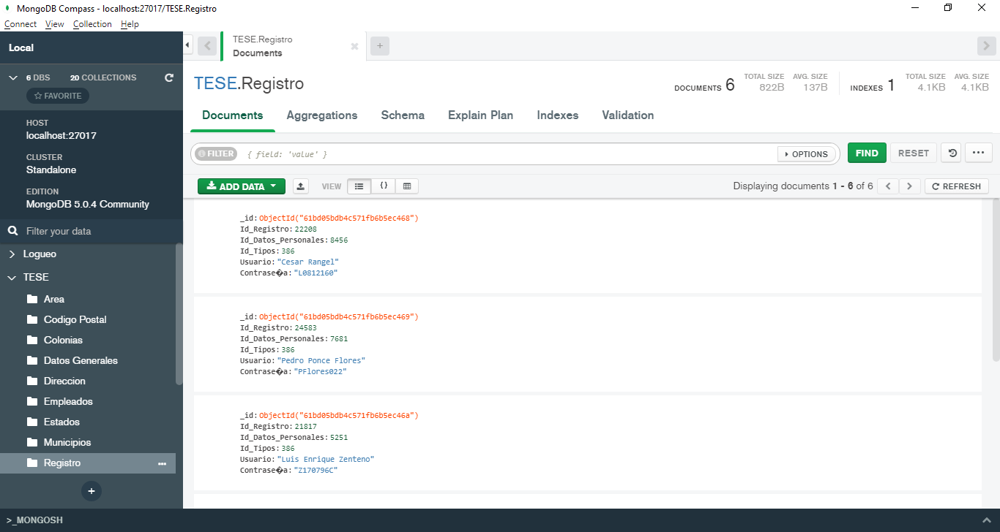 MongoDB Compass - localhost:27017/TESE.Registro
Connect View Collection Help
Local
6 DBS 20 COLLECTIONS
FAVORITE
HOST
localhost:27017
CLUSTER
Standalone
EDITION
MongoDB 5.0.4 Community
Filter your data
Logueo
TESE
Area
Codigo Postal
Colonias
Datos Generales
Direccion
Empleados
Estados
Municipios
Registro
TESE.Registro
Documents
TESE.Registro
DOCUMENTS 6 TOTAL SIZE 822B AVG. SIZE 137B INDEXES 1 TOTAL SIZE 4.1KB AVG. SIZE 4.1KB
Documents Aggregations Schema Explain Plan Indexes Validation
FILTER { field: 'value' } OPTIONS FIND RESET
ADD DATA VIEW {} Displaying documents 1 - 6 of 6 REFRESH
_id: ObjectId("61bd05bdb4c571fb6b5ec468")
Id_Registro: 22208
Id_Datos_Personales: 8456
Id_Tipos: 386
Usuario: "Cesar Rangel"
Contrase�a: "L0812160"
_id: ObjectId("61bd05bdb4c571fb6b5ec469")
Id_Registro: 24583
Id_Datos_Personales: 7681
Id_Tipos: 386
Usuario: "Pedro Ponce Flores"
Contrase�a: "PFlores022"
_id: ObjectId("61bd05bdb4c571fb6b5ec46a")
Id_Registro: 21817
Id_Datos_Personales: 5251
Id_Tipos: 386
Usuario: "Luis Enrique Zenteno"
Contrase�a: "Z170796C"
>_MONGOSH